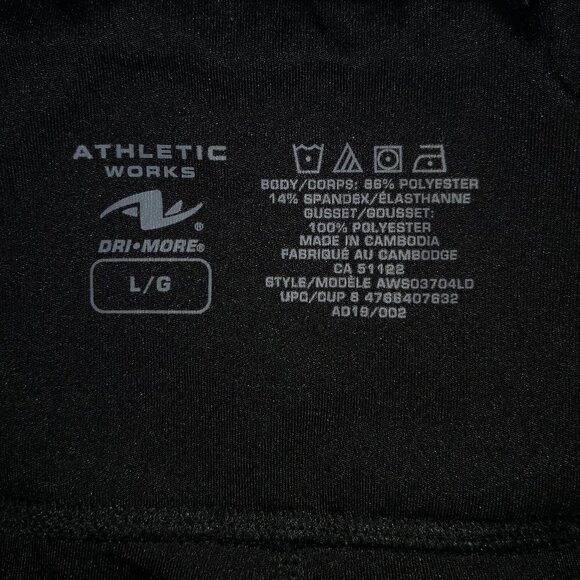 ATHLETIC
WORKS
DRI•MORE®
L/G
BODY/CORPS: 86% POLYESTER
14% SPANDEX/ÉLASTHANNE
GUSSET/GOUSSET:
100% POLYESTER
MADE IN CAMBODIA
FABRIQUÉ AU CAMBODGE
CA 51122
STYLE/MODÈLE AWS03704LD
UPC/CUP 8 4766407632
AD19/002